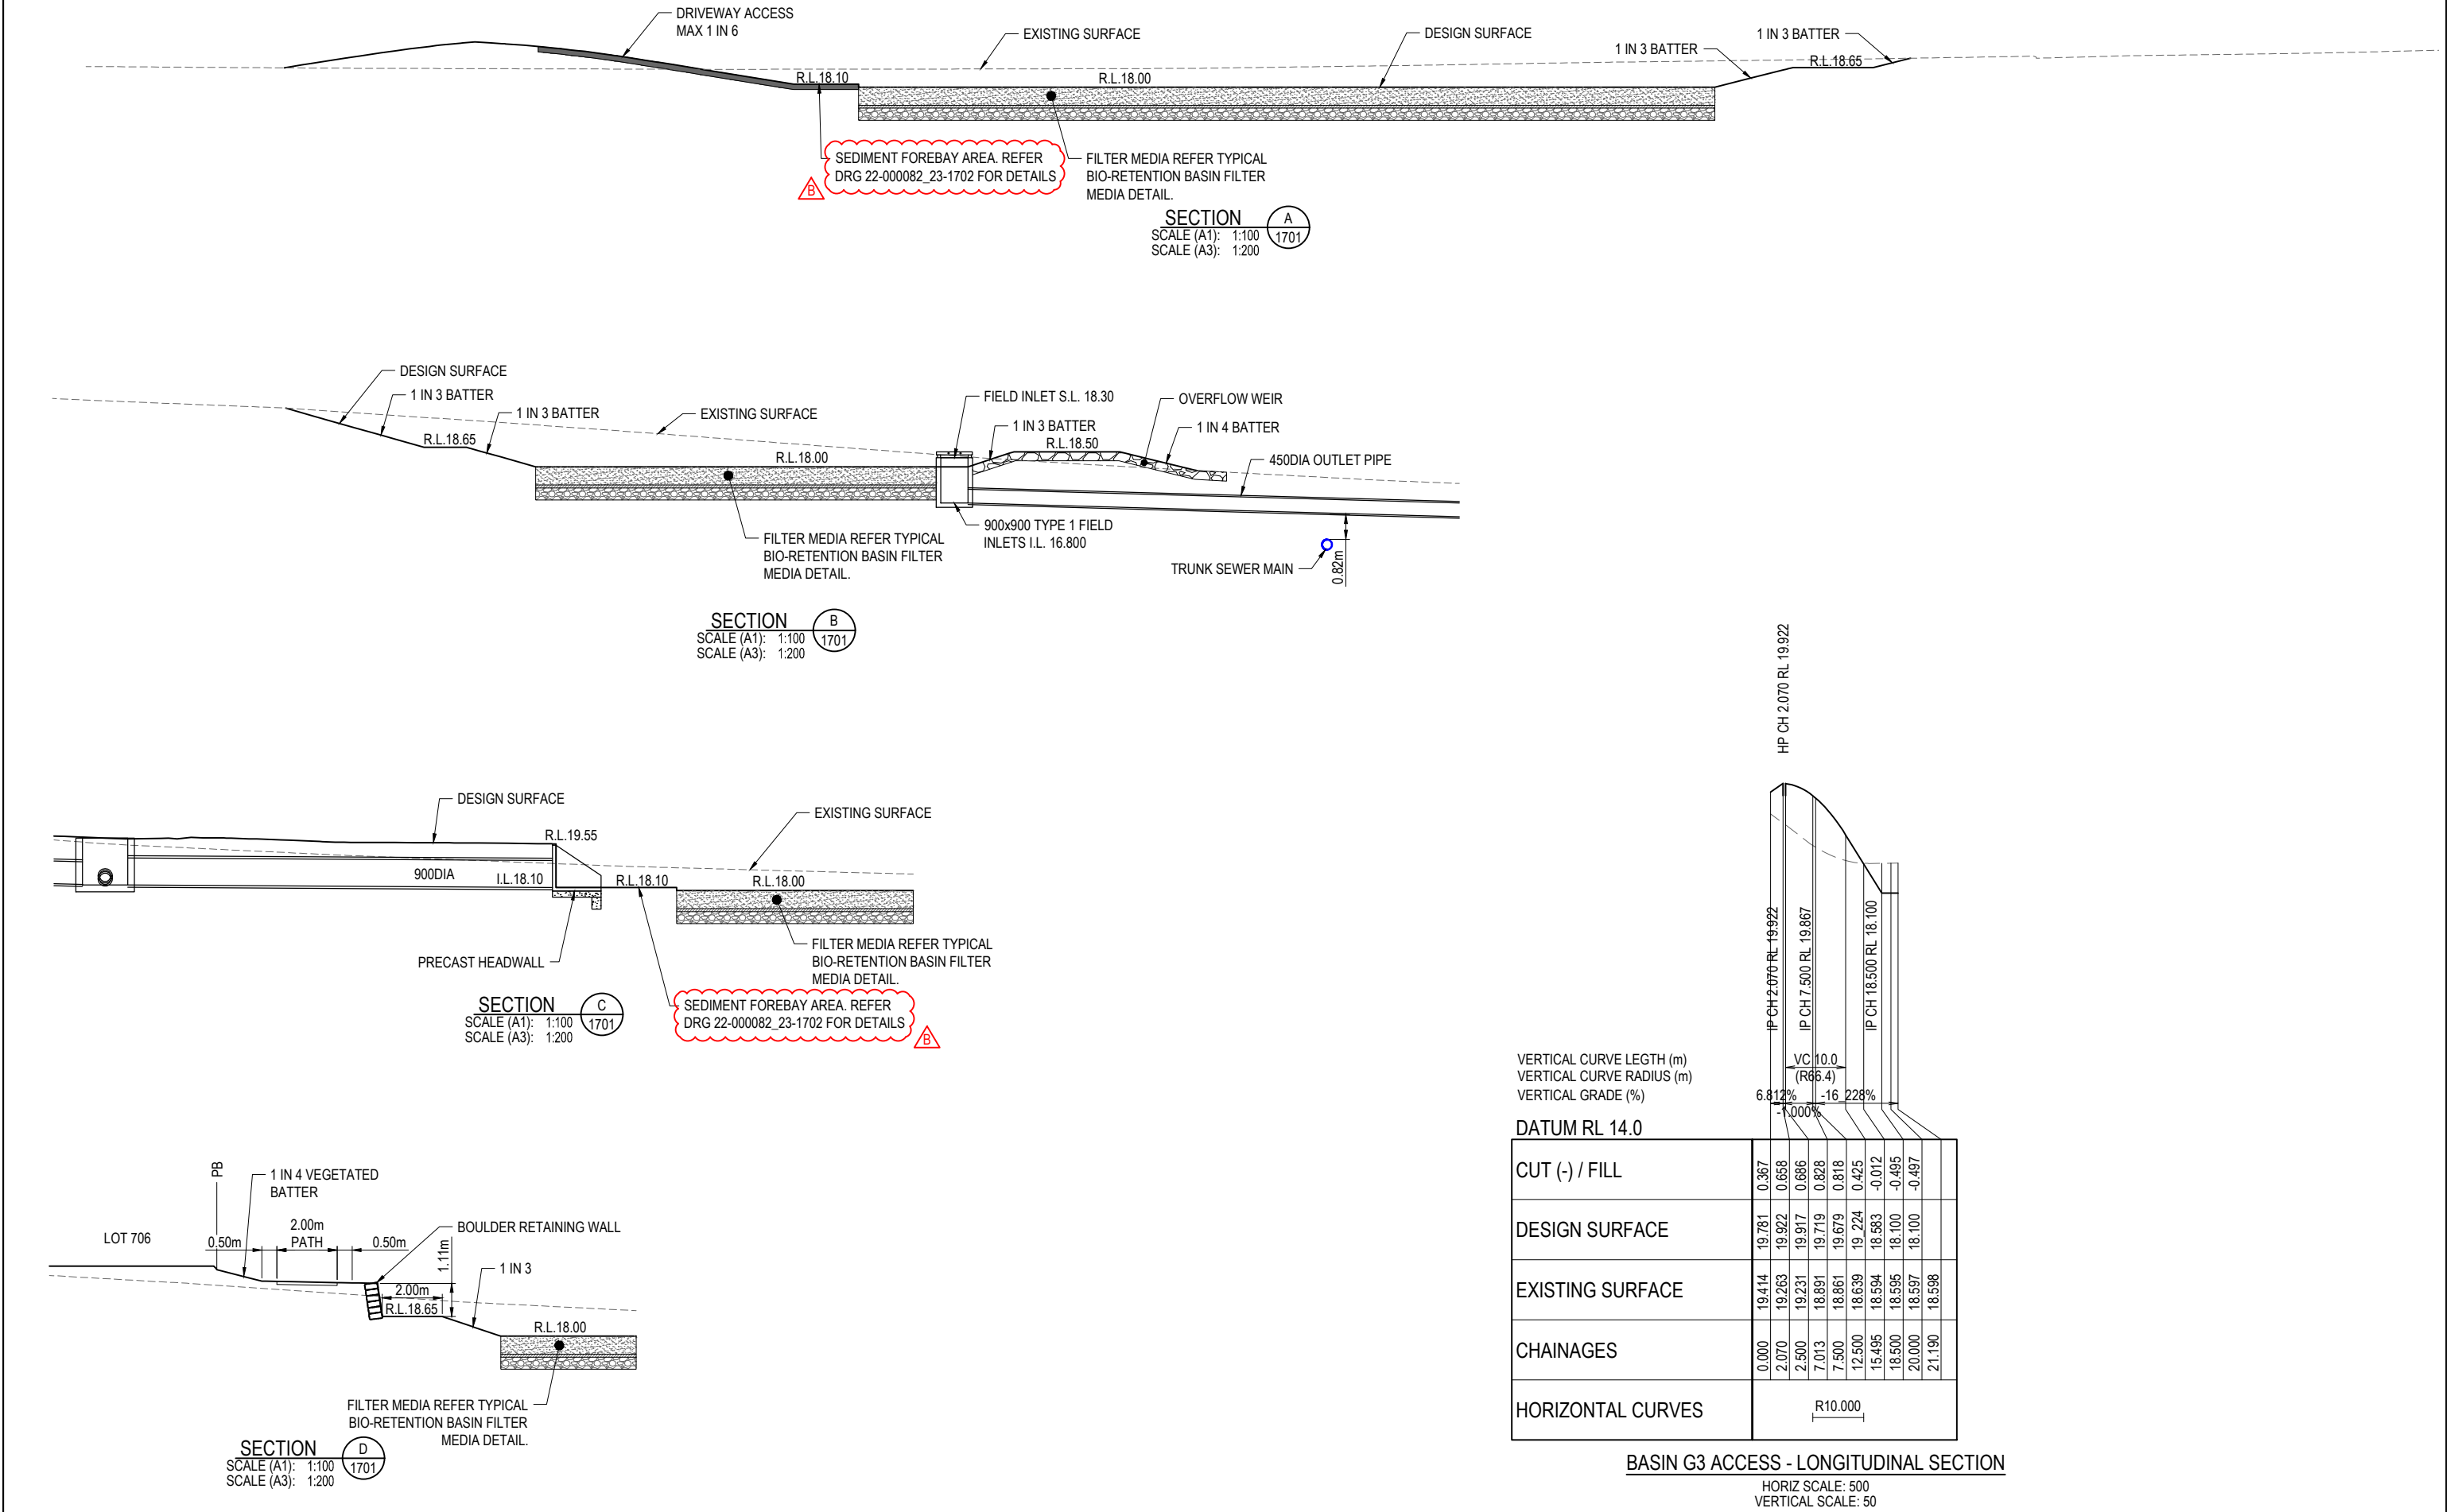 DRIVEWAY ACCESS
MAX 1 IN 6
EXISTING SURFACE
DESIGN SURFACE
1 IN 3 BATTER
1 IN 3 BATTER
R.L.18.10
R.L.18.00
R.L.18.65
SEDIMENT FOREBAY AREA. REFER
DRG 22-000082_23-1702 FOR DETAILS
B
FILTER MEDIA REFER TYPICAL
BIO-RETENTION BASIN FILTER
MEDIA DETAIL.
SECTION A
1701
SCALE (A1): 1:100
SCALE (A3): 1:200
DESIGN SURFACE
1 IN 3 BATTER
1 IN 3 BATTER
EXISTING SURFACE
R.L.18.65
R.L.18.00
FIELD INLET S.L. 18.30
1 IN 3 BATTER
R.L.18.50
OVERFLOW WEIR
1 IN 4 BATTER
450DIA OUTLET PIPE
FILTER MEDIA REFER TYPICAL
BIO-RETENTION BASIN FILTER
MEDIA DETAIL.
900x900 TYPE 1 FIELD
INLETS I.L. 16.800
TRUNK SEWER MAIN
0.82m
SECTION B
1701
SCALE (A1): 1:100
SCALE (A3): 1:200
DESIGN SURFACE
EXISTING SURFACE
R.L.19.55
900DIA
I.L.18.10
R.L.18.10
R.L.18.00
PRECAST HEADWALL
FILTER MEDIA REFER TYPICAL
BIO-RETENTION BASIN FILTER
MEDIA DETAIL.
SEDIMENT FOREBAY AREA. REFER
DRG 22-000082_23-1702 FOR DETAILS
B
SECTION C
1701
SCALE (A1): 1:100
SCALE (A3): 1:200
PB
1 IN 4 VEGETATED
BATTER
LOT 706
0.50m
2.00m
PATH
0.50m
BOULDER RETAINING WALL
1.11m
1 IN 3
2.00m
R.L.18.65
R.L.18.00
FILTER MEDIA REFER TYPICAL
BIO-RETENTION BASIN FILTER
MEDIA DETAIL.
SECTION D
1701
SCALE (A1): 1:100
SCALE (A3): 1:200
HP CH 2.070 RL 19.922
IP CH 2.070 RL 19.922
IP CH 7.500 RL 19.867
IP CH 18.500 RL 18.100
VERTICAL CURVE LEGTH (m) VC 10.0
VERTICAL CURVE RADIUS (m) (R66.4)
VERTICAL GRADE (%) 6.812% -1.000% -16.228%
DATUM RL 14.0
CUT (-) / FILL 0.367 0.658 0.686 0.828 0.818 0.425 -0.012 -0.495 -0.497
DESIGN SURFACE 19.781 19.922 19.917 19.719 19.679 19.224 18.583 18.100 18.100
EXISTING SURFACE 19.414 19.263 19.231 18.891 18.861 18.639 18.594 18.595 18.597 18.598
CHAINAGES 0.000 2.070 2.500 7.013 7.500 12.500 15.495 18.500 20.000 21.190
HORIZONTAL CURVES R10.000
BASIN G3 ACCESS - LONGITUDINAL SECTION
HORIZ SCALE: 500
VERTICAL SCALE: 50